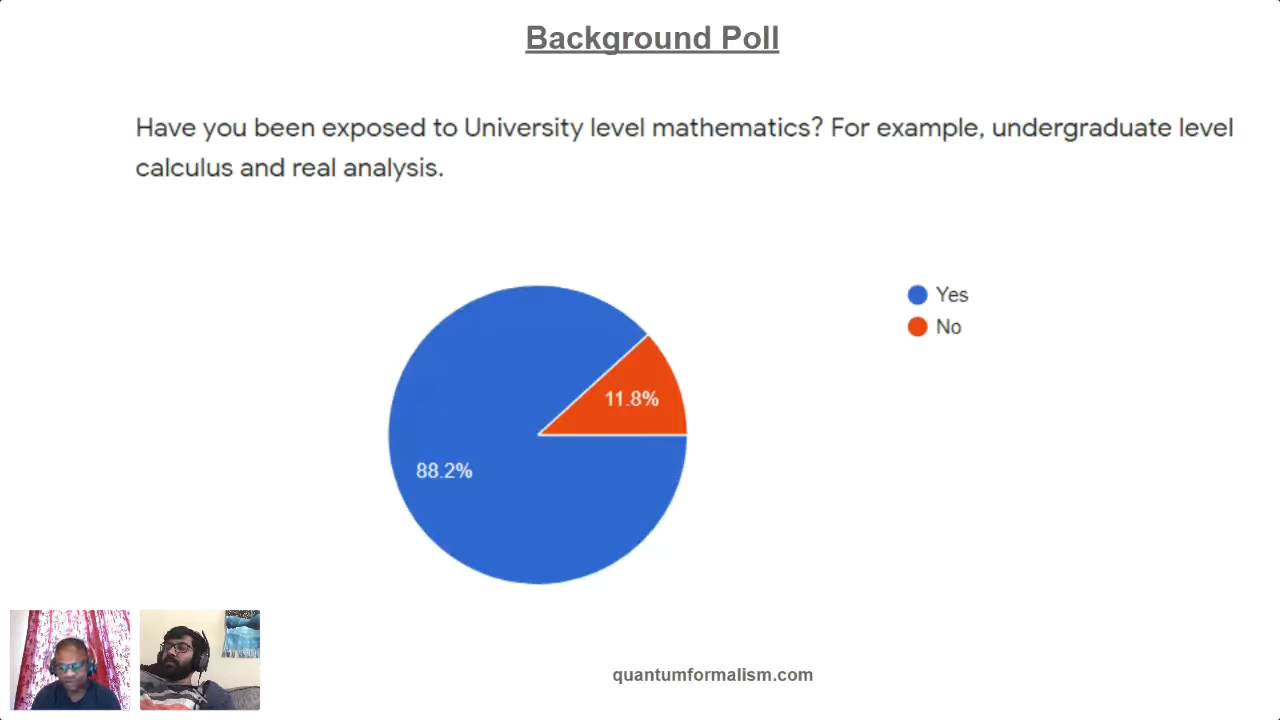 Background Poll
Have you been exposed to University level mathematics? For example, undergraduate level
calculus and real analysis.
Yes
No
11.8%
88.2%
quantumformalism.com